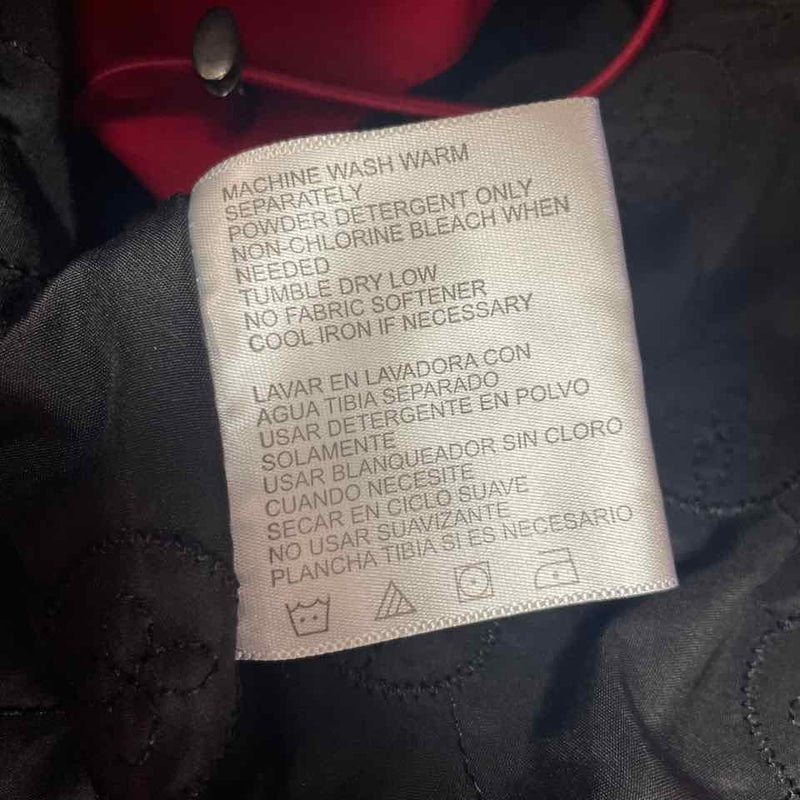 MACHINE WASH WARM
SEPARATELY
POWDER DETERGENT ONLY
NON-CHLORINE BLEACH WHEN
NEEDED
TUMBLE DRY LOW
NO FABRIC SOFTENER
COOL IRON IF NECESSARY
LAVAR EN LAVADORA CON
AGUA TIBIA SEPARADO
USAR DETERGENTE EN POLVO
SOLAMENTE
USAR BLANQUEADOR SIN CLORO
CUANDO NECESITE
SECAR EN CICLO SUAVE
NO USAR SUAVIZANTE
PLANCHA TIBIA SI ES NECESARIO